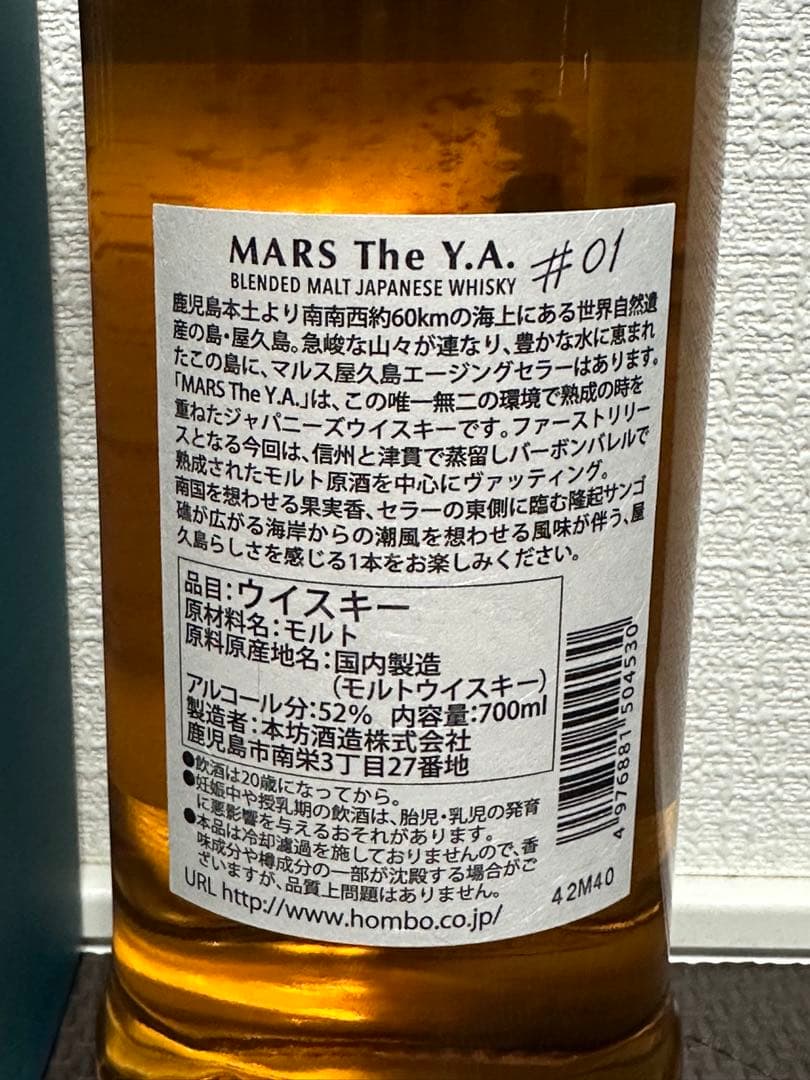 MARS The Y.A. #01
BLENDED MALT JAPANESE WHISKY
鹿児島本土より南南西約60kmの海上にある世界自然遺
産の島・屋久島。急峻な山々が連なり、豊かな水に恵まれ
たこの島に、マルス屋久島エージングセラーはあります。
「MARS The Y.A.」は、この唯一無二の環境で熟成の時を
重ねたジャパニーズウイスキーです。ファーストリリー
スとなる今回は、信州と津貫で蒸留しバーボンバレルで
熟成されたモルト原酒を中心にヴァッティング。
南国を想わせる果実香、セラーの東側に臨む隆起サンゴ
礁が広がる海岸からの潮風を想わせる風味が伴う、屋
久島らしさを感じる1本をお楽しみください。
品目：ウイスキー
原材料名：モルト
原料原産地名：国内製造
（モルトウイスキー）
アルコール分：52% 内容量：700ml
製造者：本坊酒造株式会社
鹿児島市南栄3丁目27番地
●飲酒は20歳になってから。
●妊娠中や授乳期の飲酒は、胎児・乳児の発育
に悪影響を与えるおそれがあります。
●本品は冷却濾過を施しておりませんので、香
味成分や樽成分の一部が沈殿する場合がご
ざいますが、品質上問題はありません。
URL http://www.hombo.co.jp/
42M40
4 976881 504530